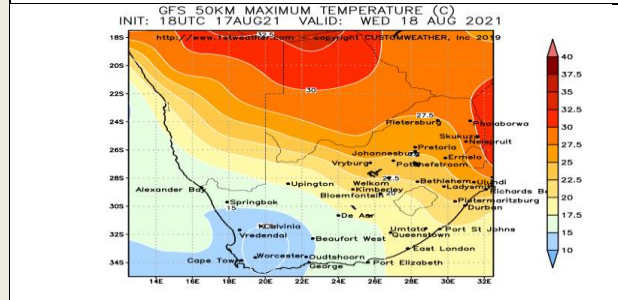 GFS 50KM MAXIMUM TEMPERATURE (C)
INIT: 18UTC 17AUG21 VALID: WED 18 AUG 2021
18S
http://www.1stweather.com -- copyright CUSTOMWEATHER, Inc 2019
32.5
40
37.5
20S
35
30
32.5
22S
30
27.5
Pietersburg
Phalaborwa
27.5
24S
Skukuza
Nelspruit
25
Pretoria
26S
Johannesburg
Ermelo
22.5
Vryburg
Potchefstroom
20
Alexander Bay
28S
Upington
Welkom
22.5
Bethlehem
Ulundi
17.5
Kimberley
Ladysmith
Richards B
Bloemfontein
20
15
Springbok
Pietermaritzburg
30S
15
Durban
10
De Aar
Calvinia
Umtata
Port St Johns
32S
Vredendal
Beaufort West
Queenstown
East London
Worcester
Oudtshoorn
34S
Cape Town
George
Port Elizabeth
14E 16E 18E 20E 22E 24E 26E 28E 30E 32E